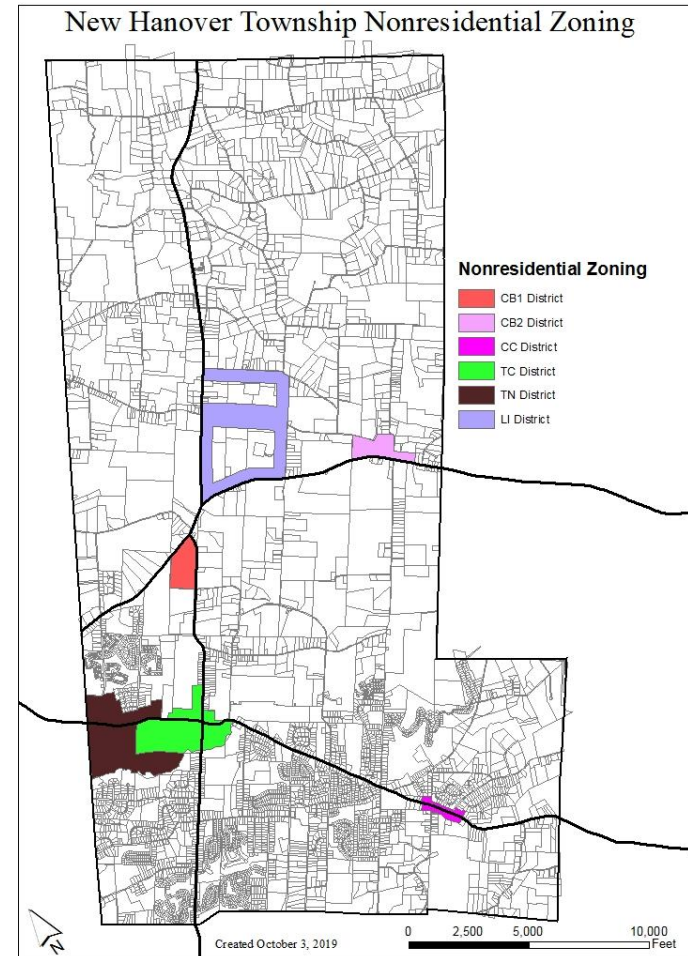 New Hanover Township Nonresidential Zoning
Nonresidential Zoning
CB1 District
CB2 District
CC District
TC District
TN District
LI District
N
Created October 3, 2019
0 2,500 5,000 10,000
Feet